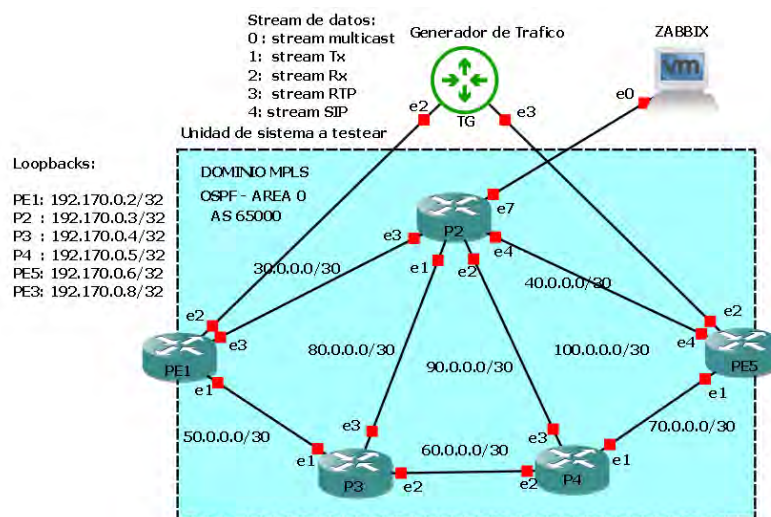 Stream de datos:
0 : stream multicast
1: stream Tx
2: stream Rx
3: stream RTP
4: stream SIP
Generador de Trafico
ZABBIX
vm
e0
e2
e3
TG
Unidad de sistema a testear
Loopbacks:
PE1: 192.170.0.2/32
P2 : 192.170.0.3/32
P3 : 192.170.0.4/32
P4 : 192.170.0.5/32
PE5: 192.170.0.6/32
PE3: 192.170.0.8/32
DOMINIO MPLS
OSPF - AREA 0
AS 65000
e7
P2
e3
e1
e2
e4
30.0.0.0/30
40.0.0.0/30
e2
e3
PE1
e1
80.0.0.0/30
90.0.0.0/30
100.0.0.0/30
e2
e4
PE5
e1
50.0.0.0/30
e3
e1
P3
e2
60.0.0.0/30
e3
e2
P4
e1
70.0.0.0/30